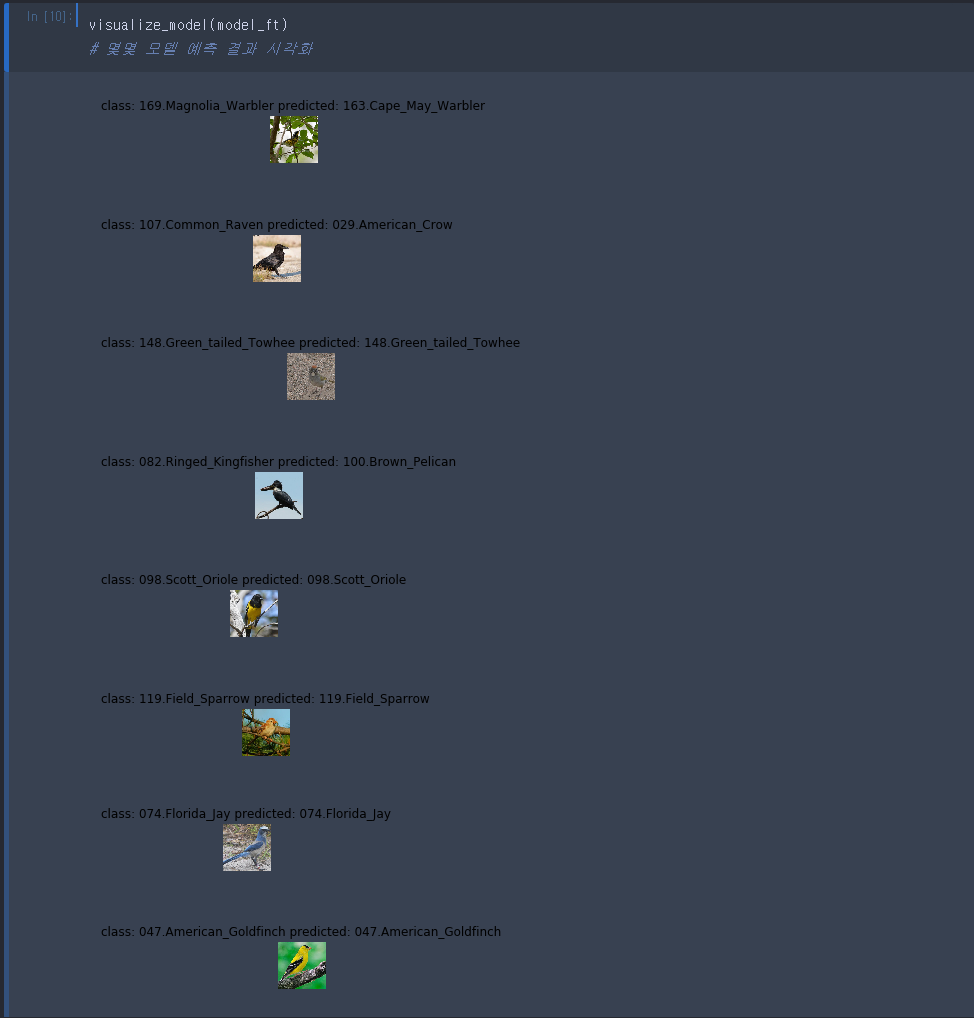 In [10]:
visualize_model(model_ft)
# 몇몇 모델 예측 결과 시각화
class: 169.Magnolia_Warbler predicted: 163.Cape_May_Warbler
class: 107.Common_Raven predicted: 029.American_Crow
class: 148.Green_tailed_Towhee predicted: 148.Green_tailed_Towhee
class: 082.Ringed_Kingfisher predicted: 100.Brown_Pelican
class: 098.Scott_Oriole predicted: 098.Scott_Oriole
class: 119.Field_Sparrow predicted: 119.Field_Sparrow
class: 074.Florida_Jay predicted: 074.Florida_Jay
class: 047.American_Goldfinch predicted: 047.American_Goldfinch